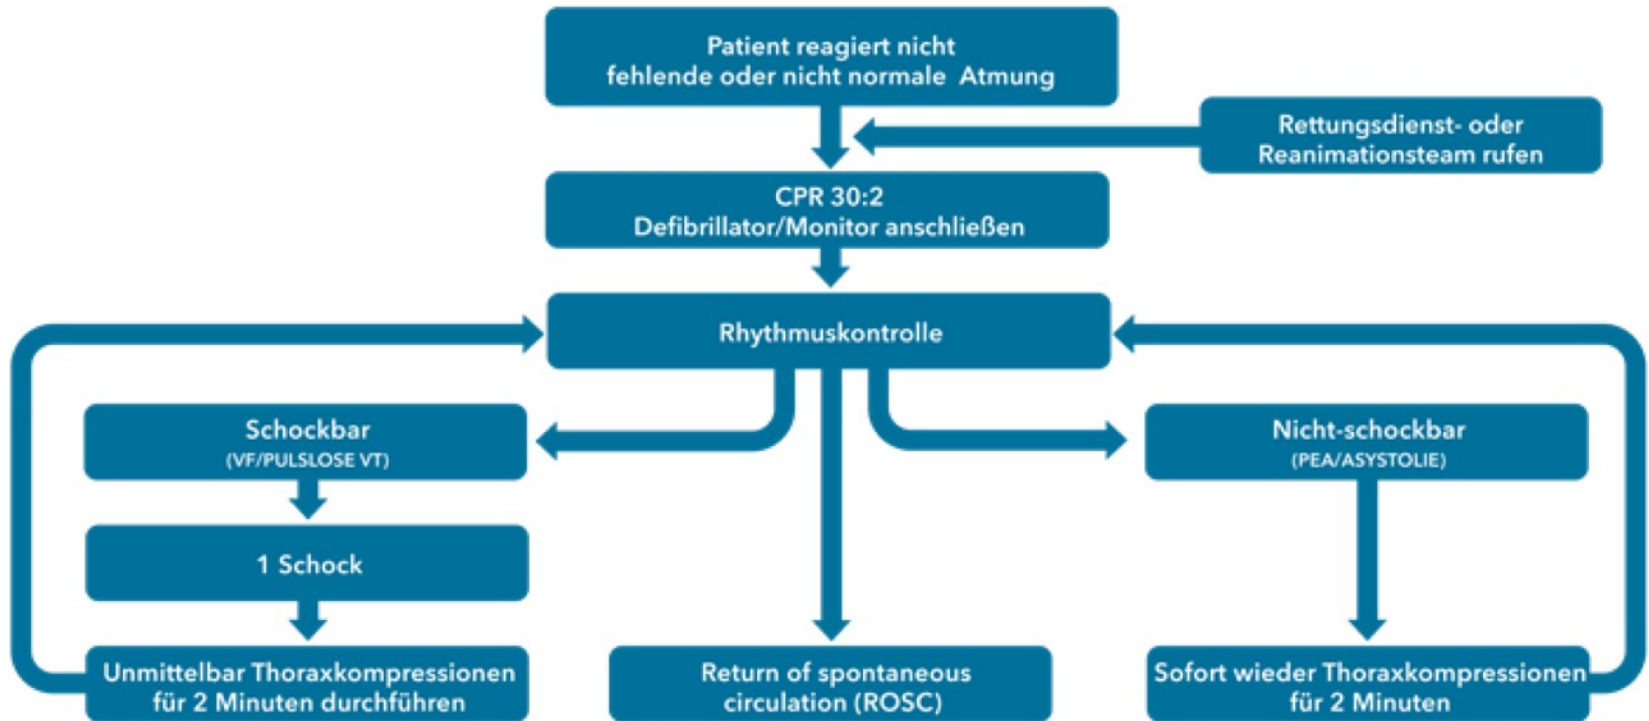 Patient reagiert nicht
fehlende oder nicht normale Atmung
Rettungsdienst- oder
Reanimationsteam rufen
CPR 30:2
Defibrillator/Monitor anschließen
Rhythmuskontrolle
Schockbar
(VF/PULSLOSE VT)
Nicht-schockbar
(PEA/ASYSTOLIE)
1 Schock
Unmittelbar Thoraxkompressionen
für 2 Minuten durchführen
Return of spontaneous
circulation (ROSC)
Sofort wieder Thoraxkompressionen
für 2 Minuten